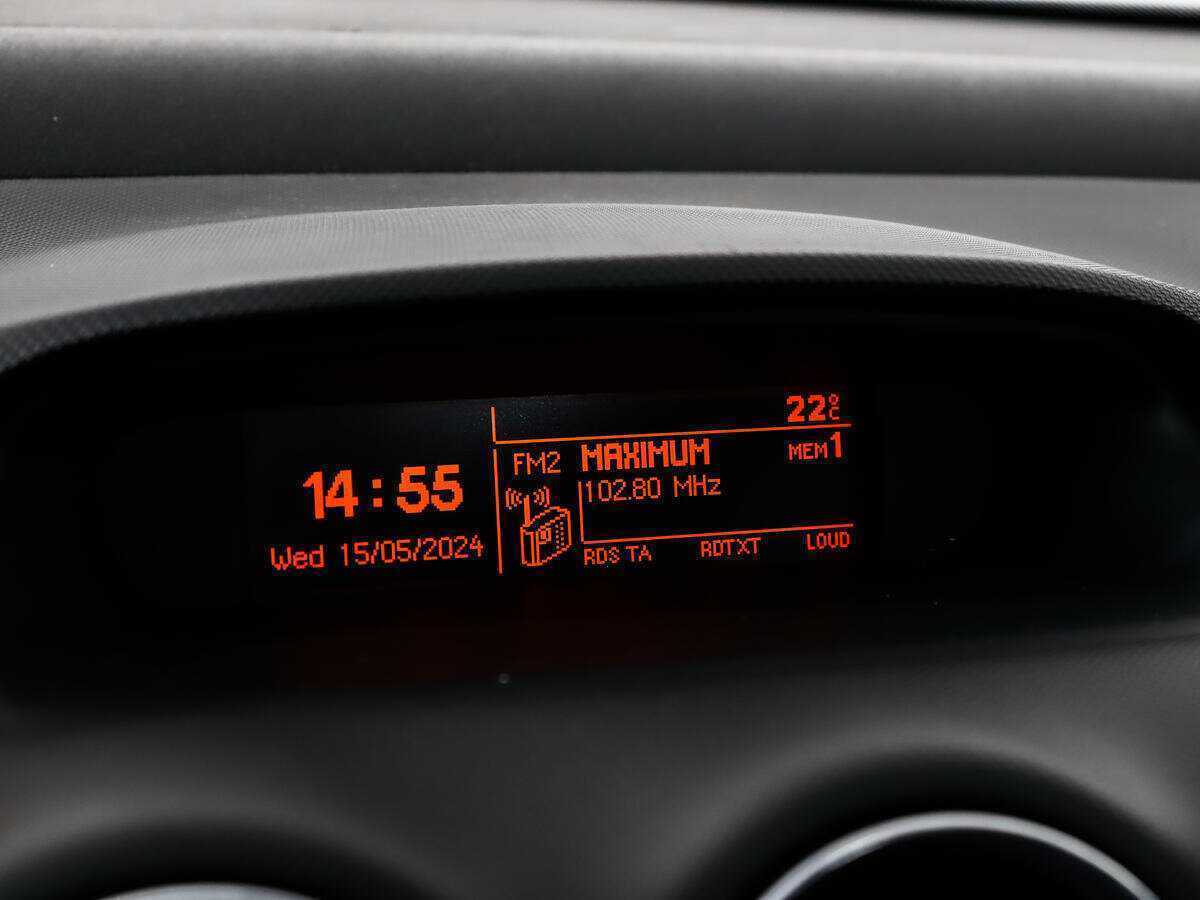 14:55
Wed 15/05/2024
22°C
FM2 MAXIMUM MEM1
102.80 MHz
RDS TA RDTXT LOUD